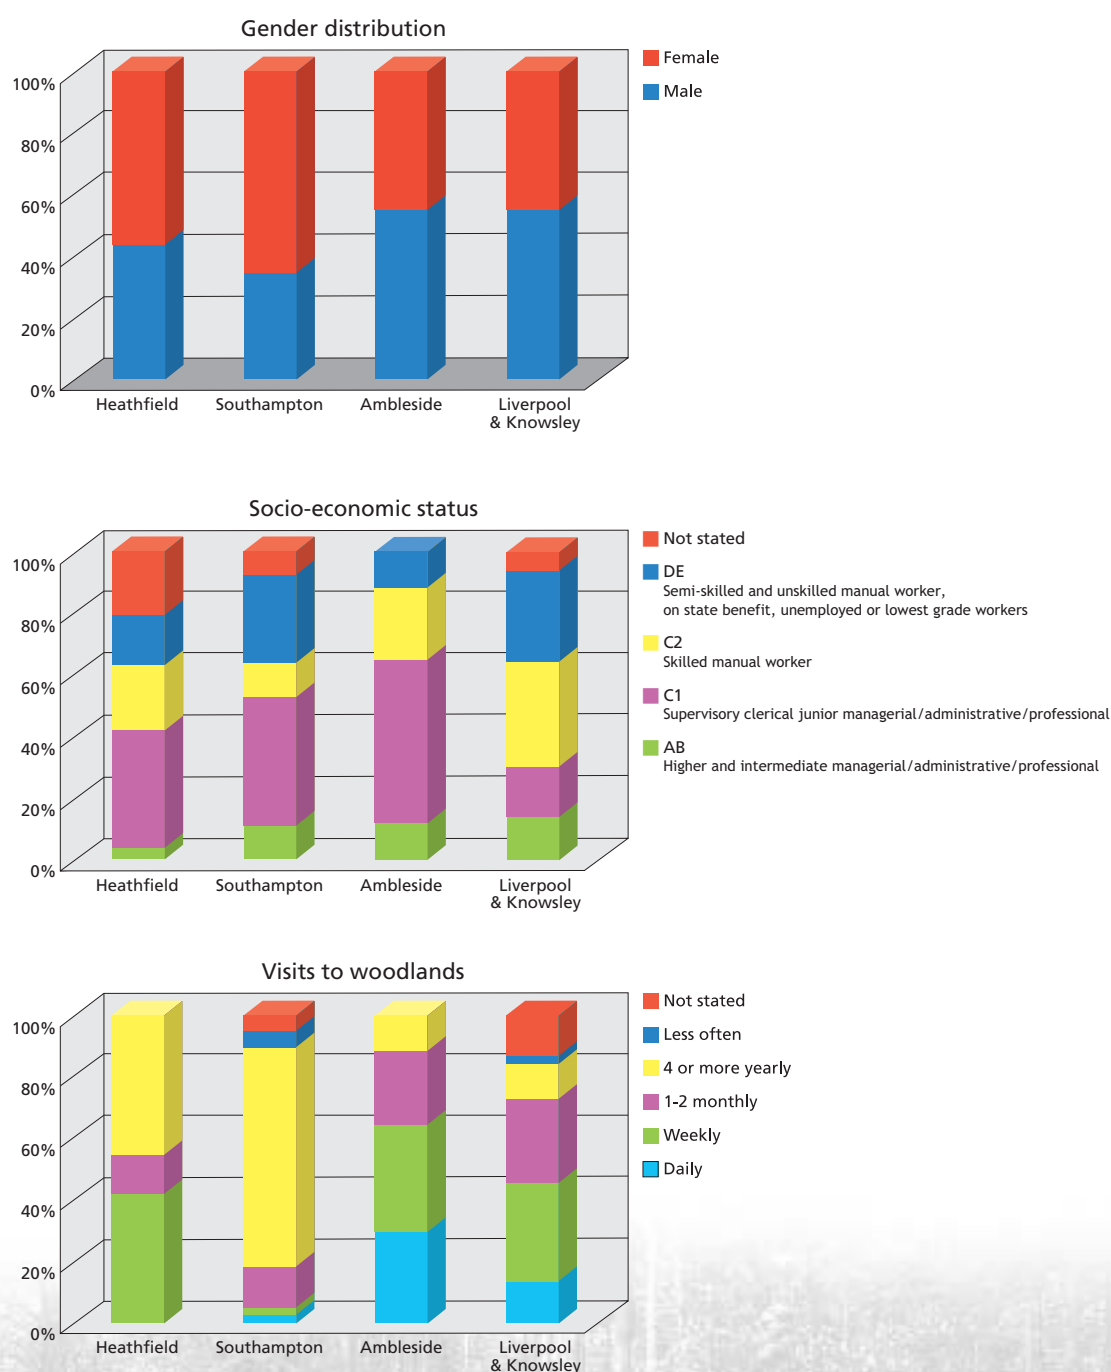 Gender distribution
100%
80%
60%
40%
20%
0%
Heathfield
Southampton
Ambleside
Liverpool
& Knowsley
Female
Male
Socio-economic status
100%
80%
60%
40%
20%
0%
Heathfield
Southampton
Ambleside
Liverpool
& Knowsley
Not stated
DE
Semi-skilled and unskilled manual worker,
on state benefit, unemployed or lowest grade workers
C2
Skilled manual worker
C1
Supervisory clerical junior managerial/administrative/professional
AB
Higher and intermediate managerial/administrative/professional
Visits to woodlands
100%
80%
60%
40%
20%
0%
Heathfield
Southampton
Ambleside
Liverpool
& Knowsley
Not stated
Less often
4 or more yearly
1-2 monthly
Weekly
Daily